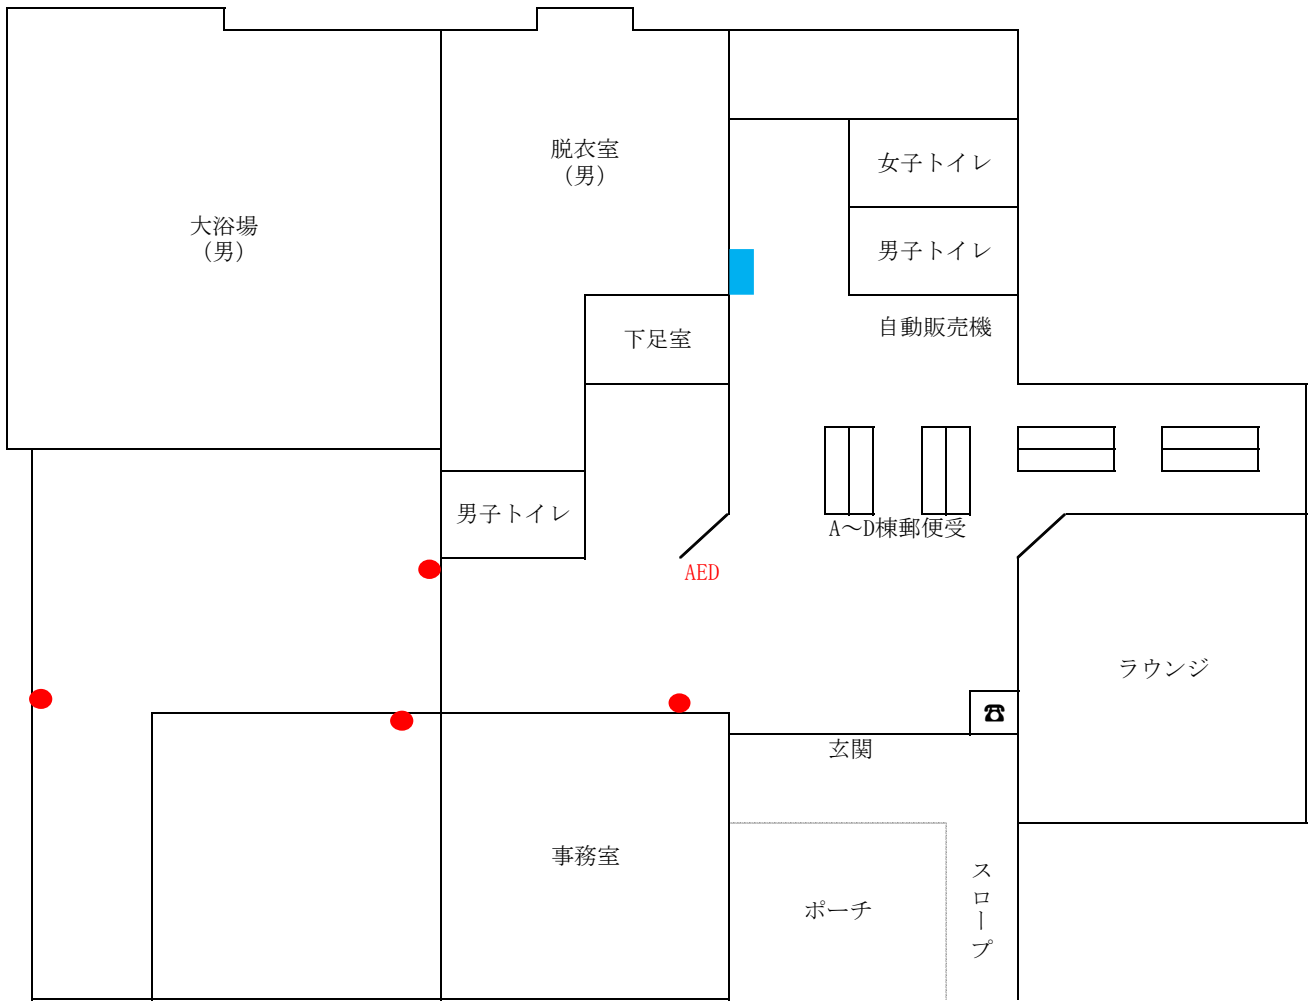 脱衣室
（男）
女子トイレ
大浴場
（男）
男子トイレ
自動販売機
下足室
男子トイレ
A～D棟郵便受
AED
ラウンジ
☎
玄関
事務室
スロープ
ポーチ